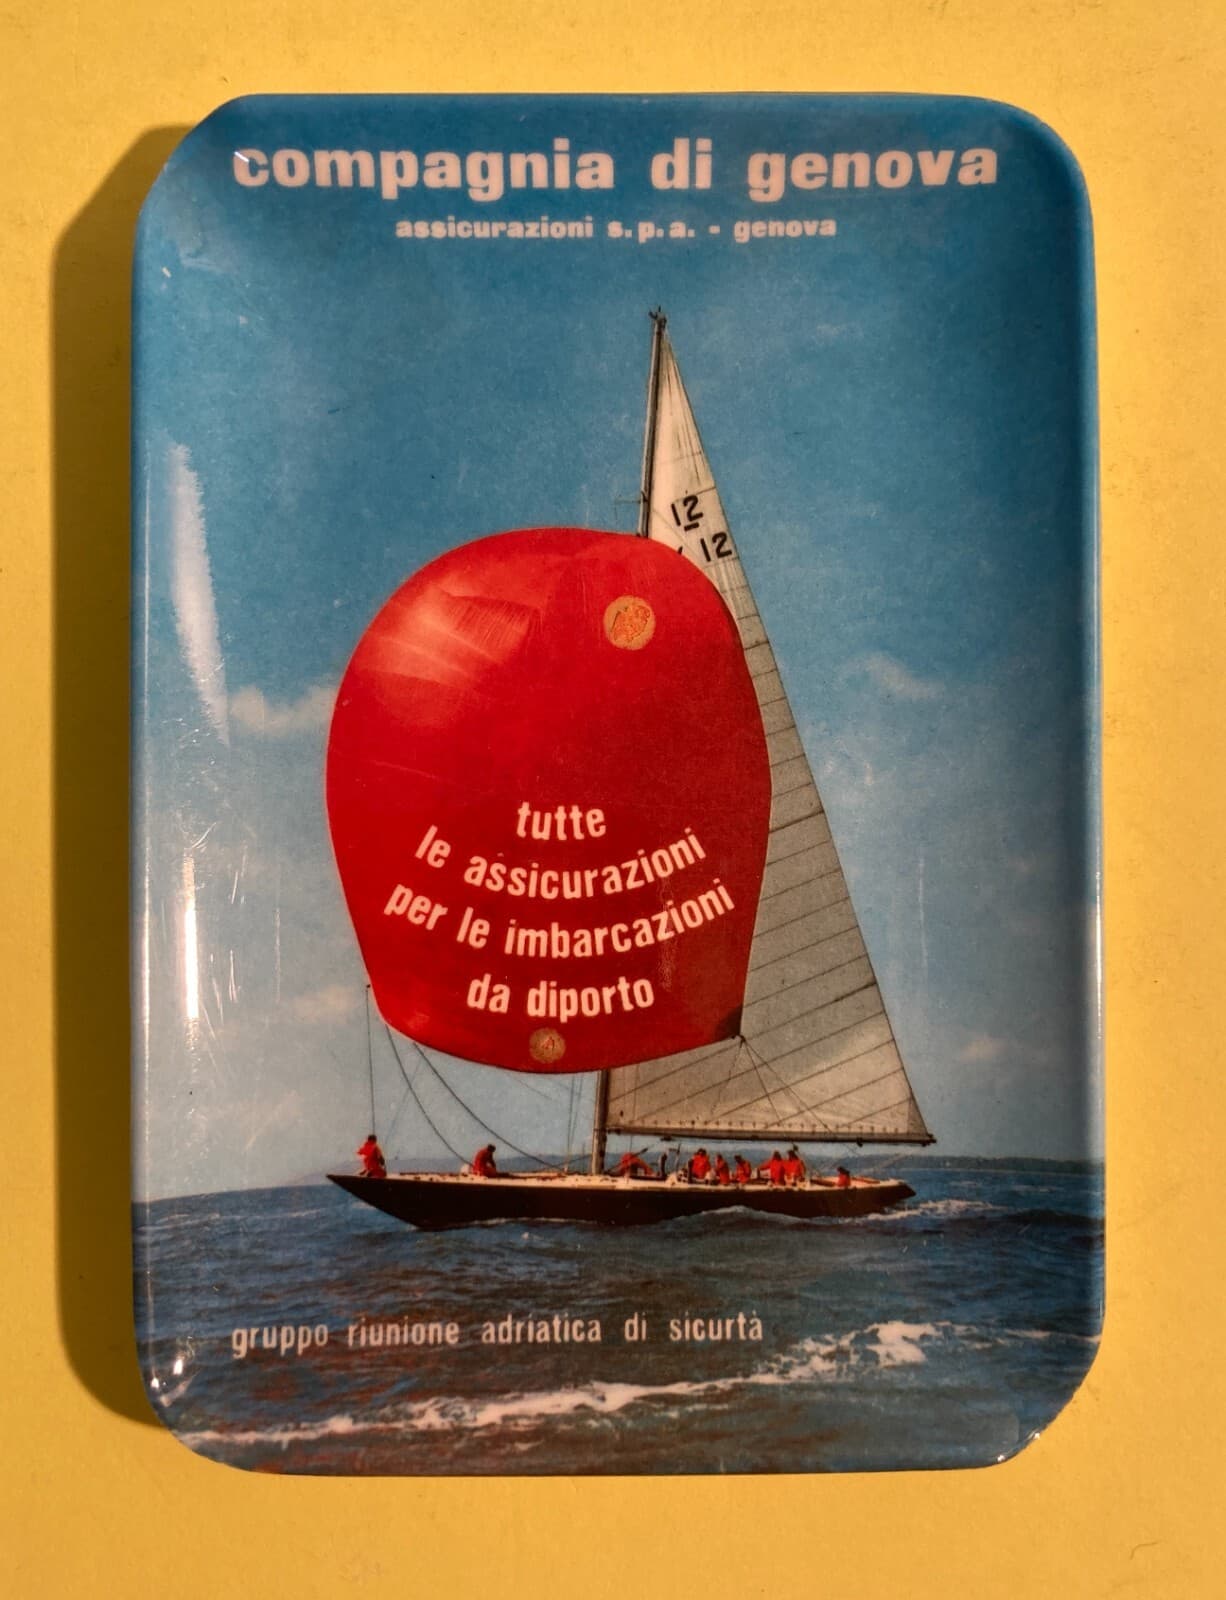 compagnia di genova
assicurazioni s.p.a. - genova
12
12
tutte
le assicurazioni
per le imbarcazioni
da diporto
gruppo riunione adriatica di sicurtà